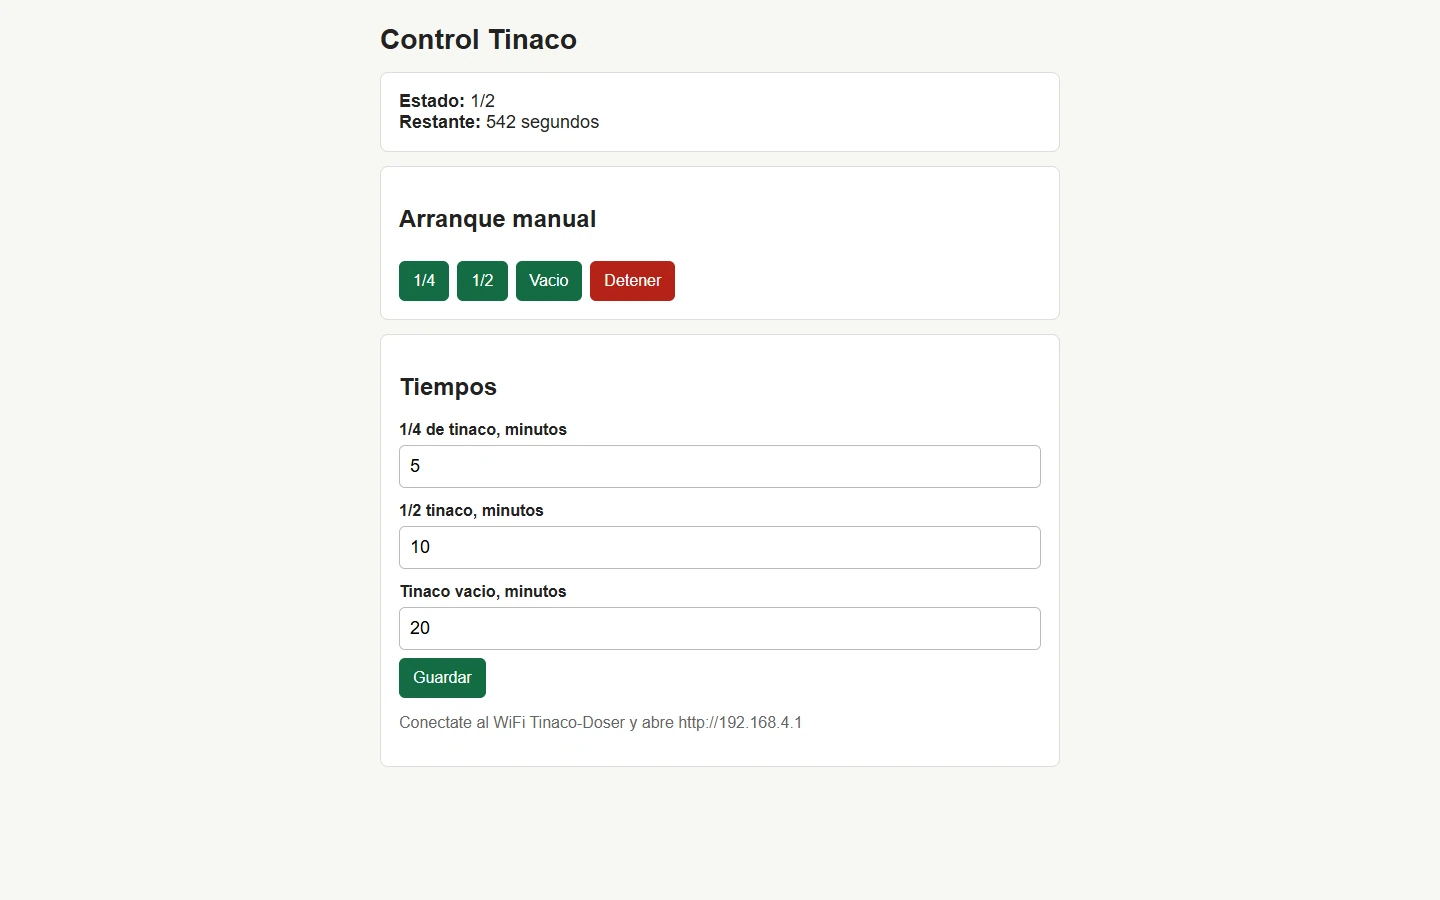 Control Tinaco
Estado: 1/2
Restante: 542 segundos
Arranque manual
1/4 1/2 Vacio Detener
Tiempos
1/4 de tinaco, minutos
5
1/2 tinaco, minutos
10
Tinaco vacio, minutos
20
Guardar
Conectate al WiFi Tinaco-Doser y abre http://192.168.4.1